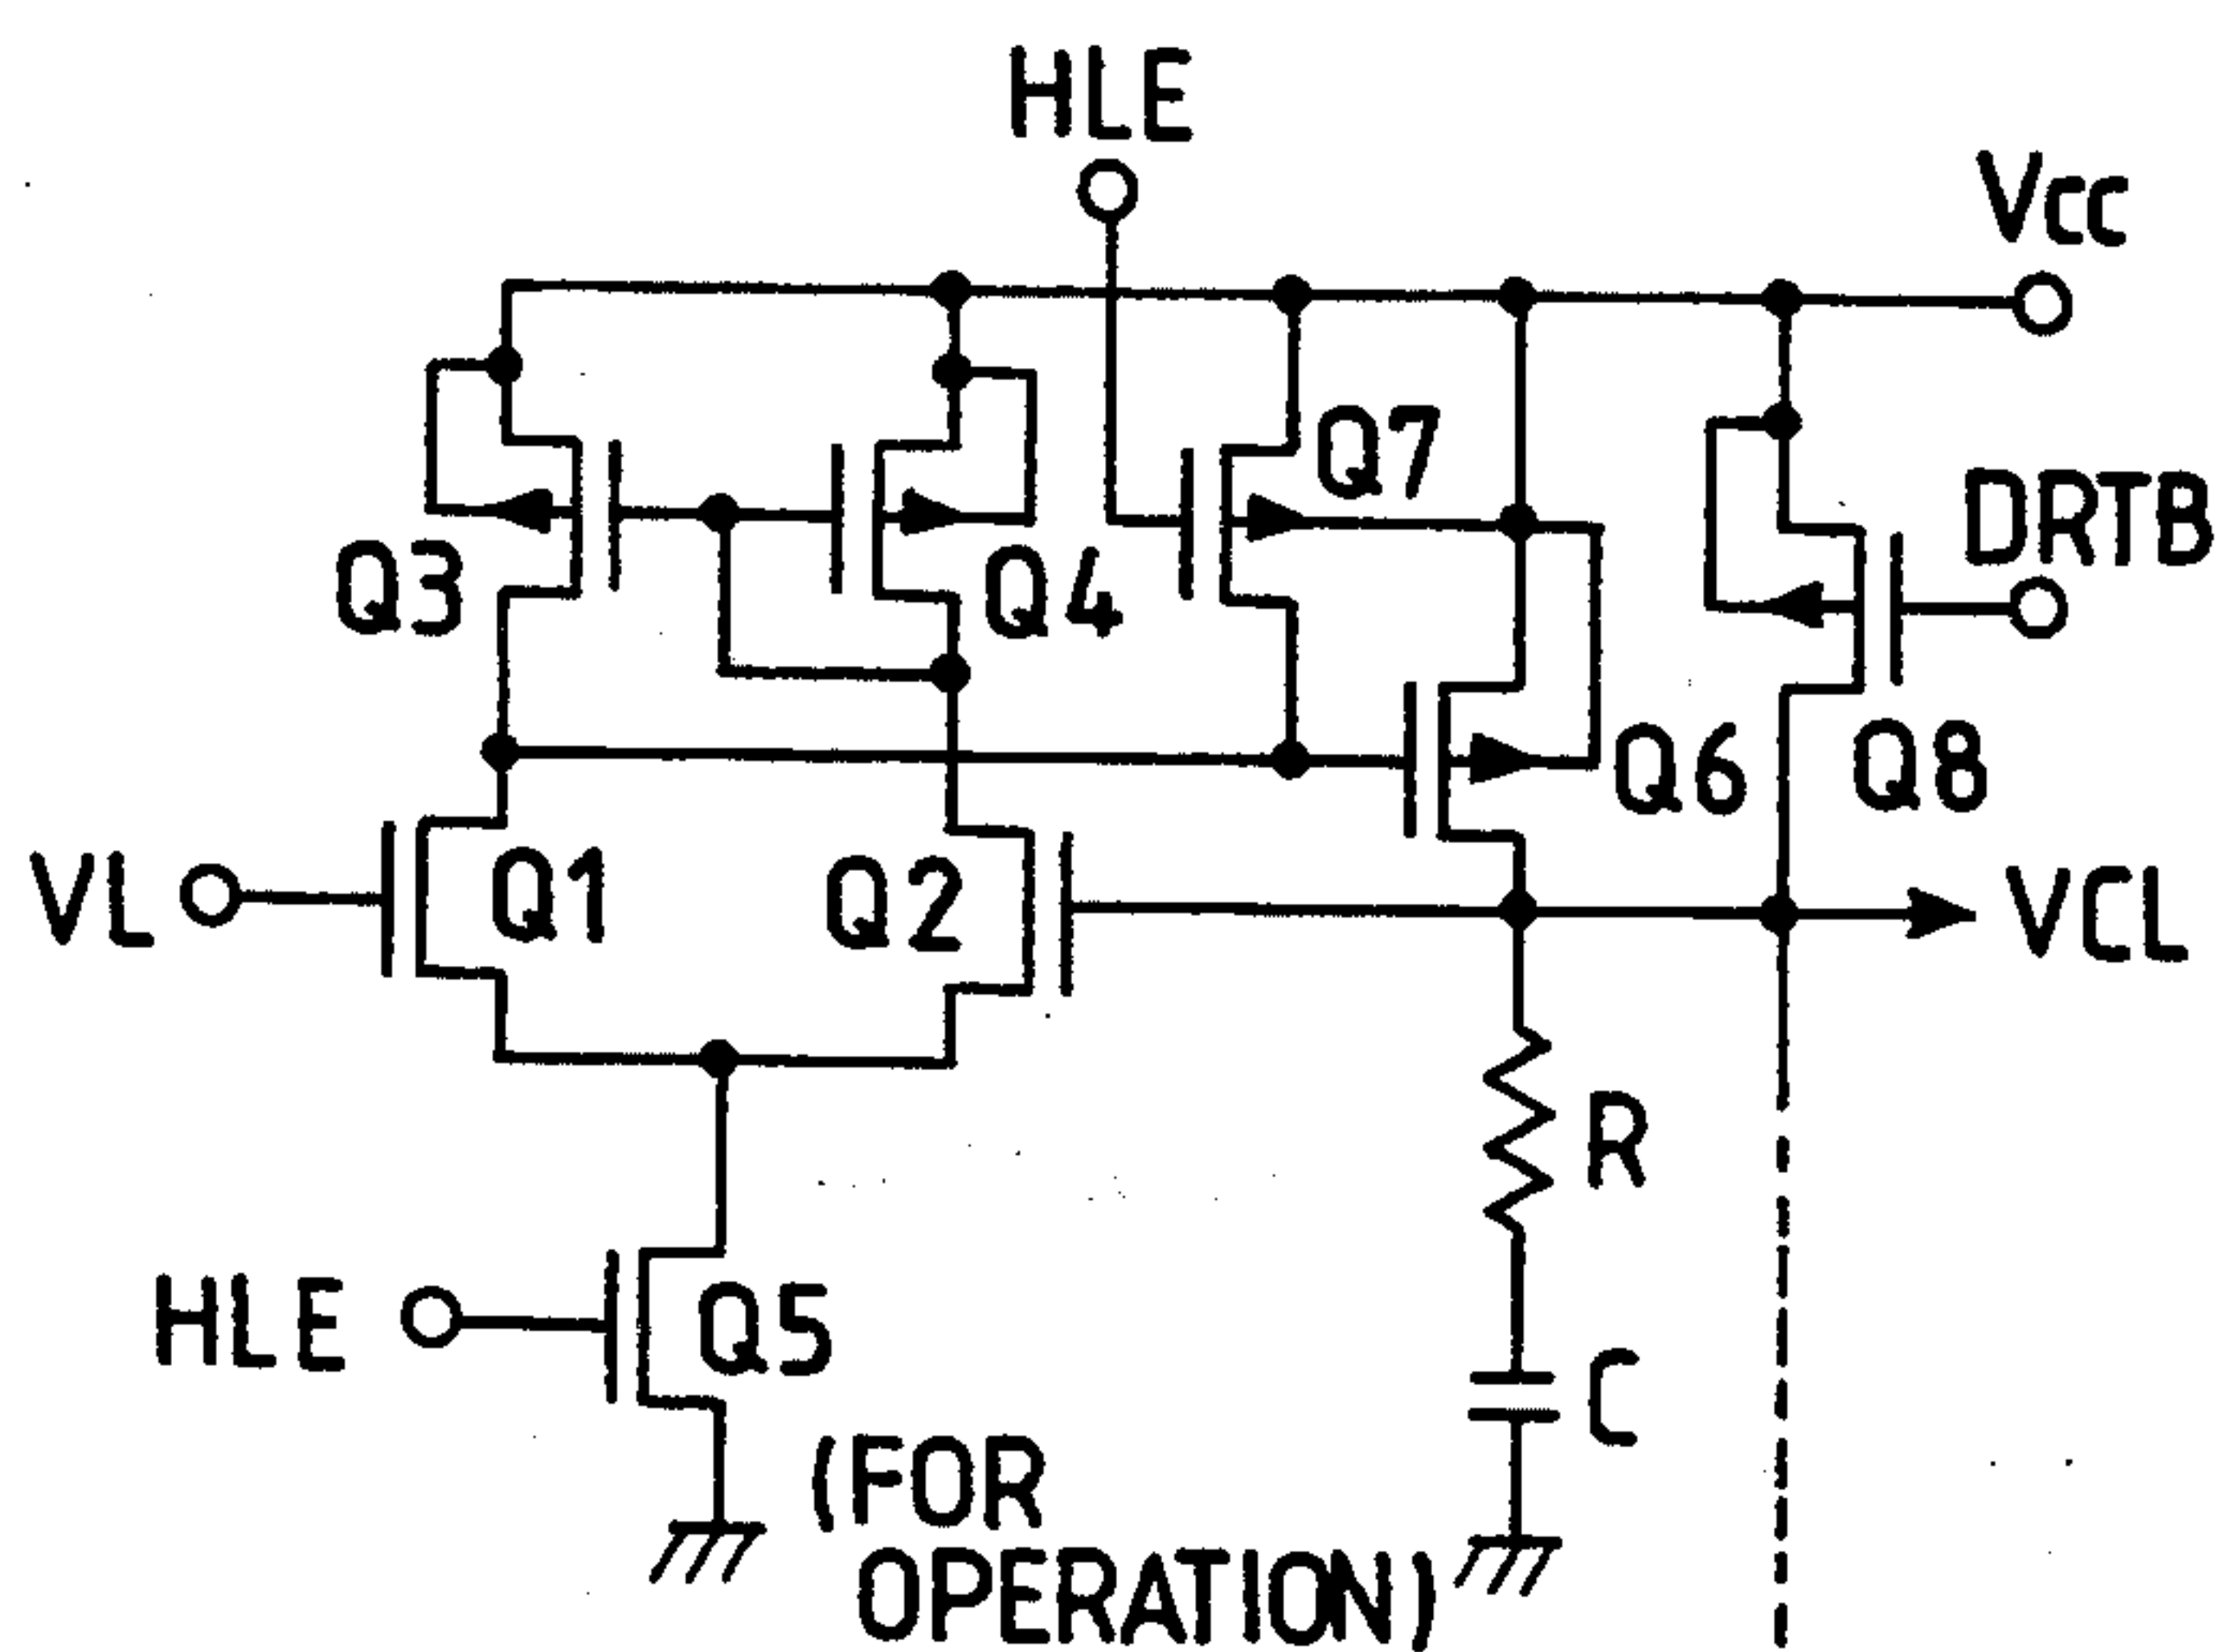 HLE
Vcc
Q7
DRTB
Q3
Q4
Q6
Q8
VL
Q1
Q2
VCL
R
HLE
Q5
C
(FOR
OPERATION)